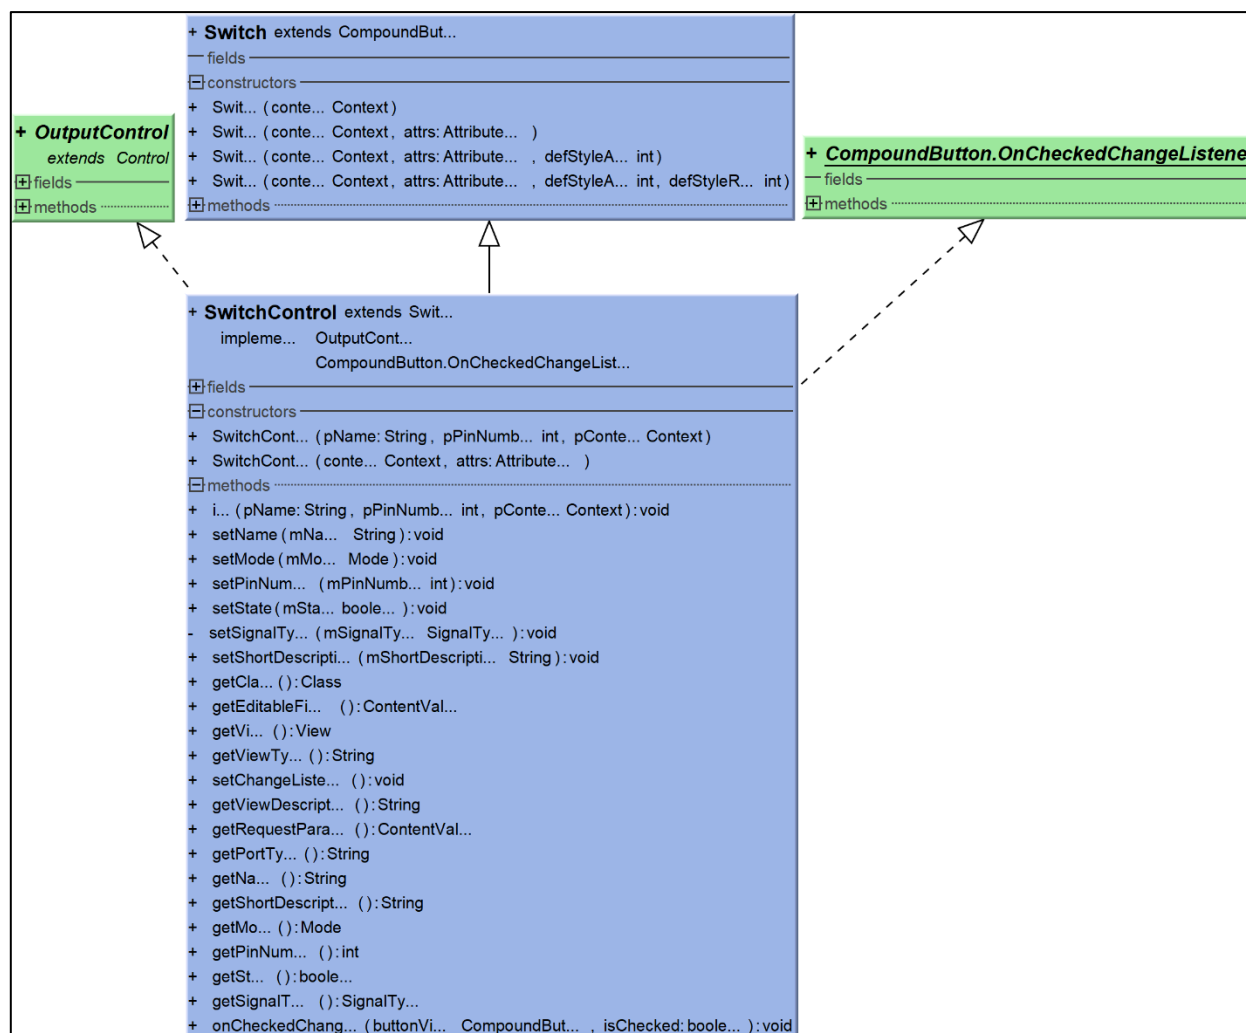 + Switch extends CompoundBut...
fields
constructors
+ Swit... (conte... Context)
+ Swit... (conte... Context, attrs: Attribute... )
+ Swit... (conte... Context, attrs: Attribute... , defStyleA... int)
+ Swit... (conte... Context, attrs: Attribute... , defStyleA... int, defStyleR... int)
+ methods
+ OutputControl
extends Control
+ fields
+ methods
+ CompoundButton.OnCheckedChangeListene
fields
+ methods
+ SwitchControl extends Swit...
impleme... OutputCont...
CompoundButton.OnCheckedChangeList...
+ fields
- constructors
+ SwitchCont... (pName: String, pPinNumb... int, pConte... Context)
+ SwitchCont... (conte... Context, attrs: Attribute... )
- methods
+ i... (pName: String, pPinNumb... int, pConte... Context): void
+ setName (mNa... String): void
+ setMode (mMo... Mode): void
+ setPinNum... (mPinNumb... int): void
+ setState (mSta... boole... ): void
- setSignalTy... (mSignalTy... SignalTy... ): void
+ setShortDescripti... (mShortDescripti... String): void
+ getCla... (): Class
+ getEditableFi... (): ContentVal...
+ getVi... (): View
+ getViewTy... (): String
+ setChangeListe... (): void
+ getViewDescript... (): String
+ getRequestPara... (): ContentVal...
+ getPortTy... (): String
+ getNa... (): String
+ getShortDescript... (): String
+ getMo... (): Mode
+ getPinNum... (): int
+ getSt... (): boole...
+ getSignalT... (): SignalTy...
+ onCheckedChang... (buttonVi... CompoundBut... , isChecked: boole... ): void